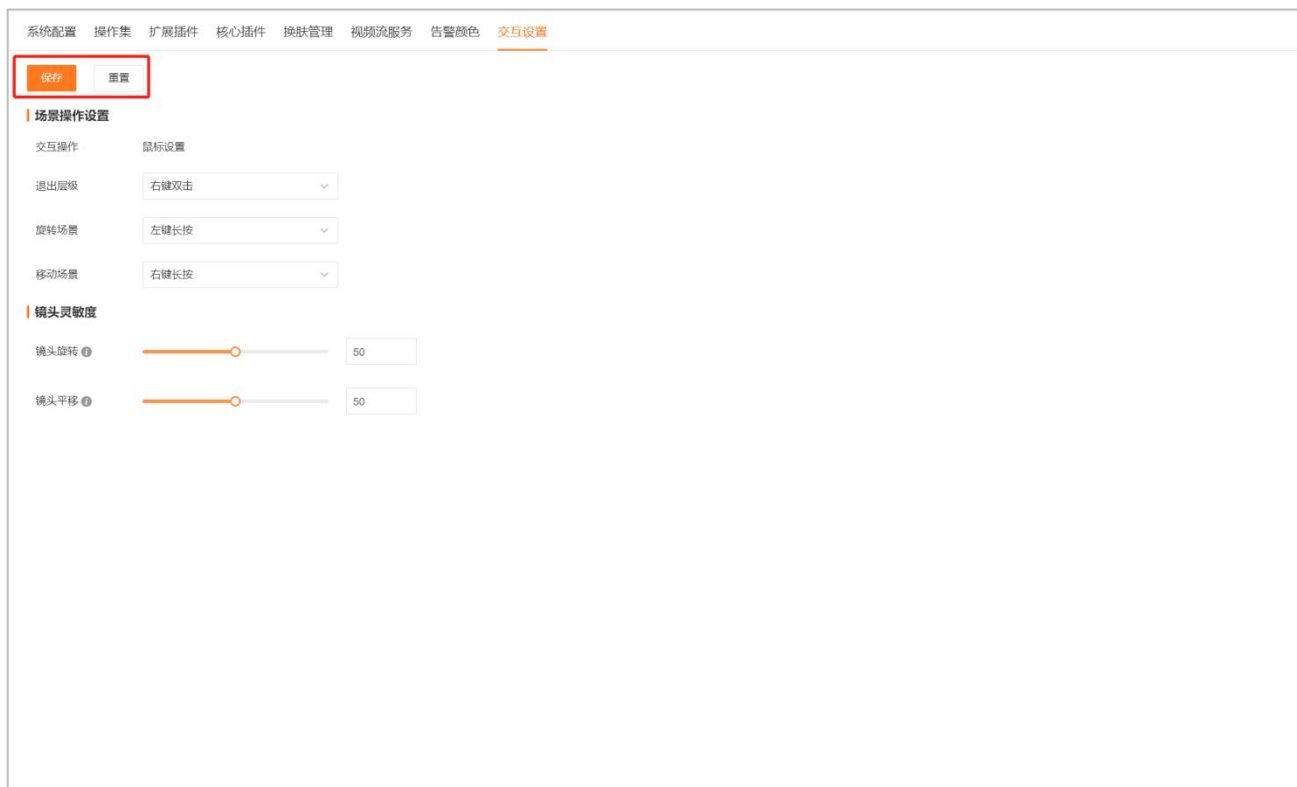 系统配置 操作集 扩展插件 核心插件 换肤管理 视频流服务 告警颜色 交互设置
保存 重置
场景操作设置
交互操作 鼠标设置
退出层级 右键双击
旋转场景 左键长按
移动场景 右键长按
镜头灵敏度
镜头旋转 50
镜头平移 50